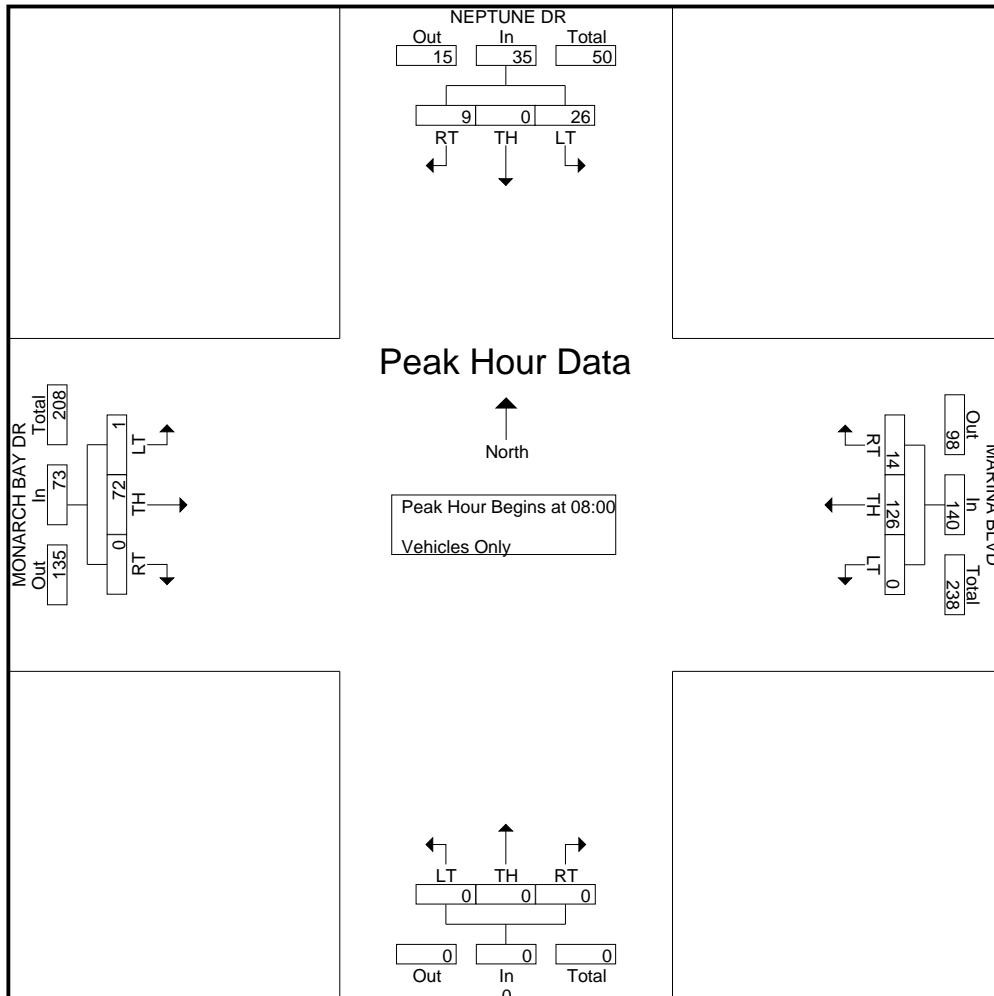 NEPTUNE DR
Out In Total
15 35 50
9 0 26
RT TH LT
Peak Hour Data
North
Peak Hour Begins at 08:00
Vehicles Only
MONARCH BAY DR
Out In Total
135 73 208
1 72 0
LT TH RT
MARINA BLVD
Out In Total
98 140 238
14 126 0
RT TH LT
LT TH RT
0 0 0
0 0 0
Out In Total